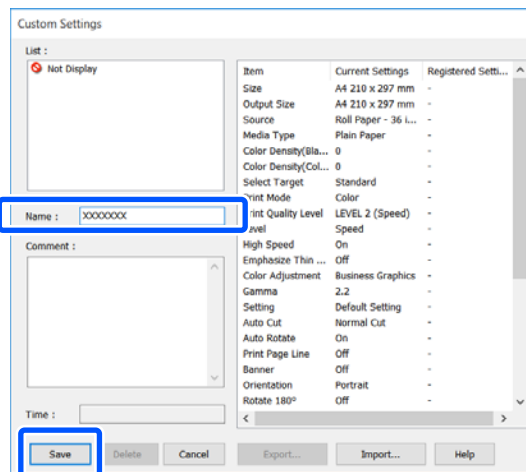 Custom Settings
List :
Not Display
Item Current Settings Registered Setti...
Size A4 210 x 297 mm -
Output Size A4 210 x 297 mm -
Source Roll Paper - 36 i... -
Media Type Plain Paper -
Color Density(Bla... 0 -
Color Density(Col... 0 -
Select Target Standard -
Print Mode Color -
Name : XXXXXXX
Print Quality Level LEVEL 2 (Speed) -
Level Speed -
Comment :
High Speed On -
Emphasize Thin ... Off -
Color Adjustment Business Graphics -
Gamma 2.2 -
Setting Default Setting -
Auto Cut Normal Cut -
Auto Rotate On -
Print Page Line Off -
Banner Off -
Orientation Portrait -
Rotate 180° Off -
Time :
Save Delete Cancel Export... Import... Help